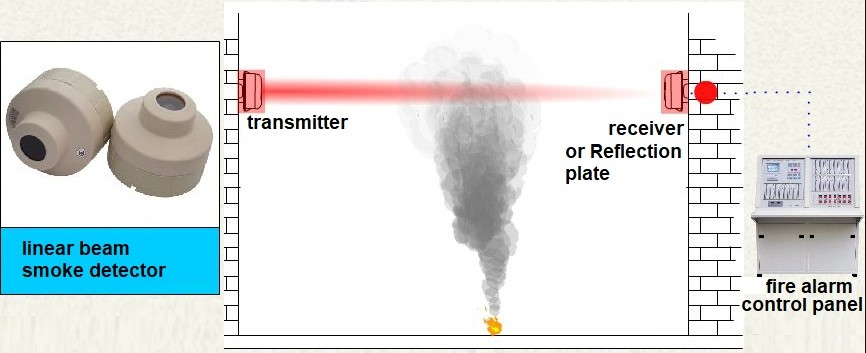 linear beam
smoke detector
transmitter
receiver
or Reflection
plate
fire alarm
control panel